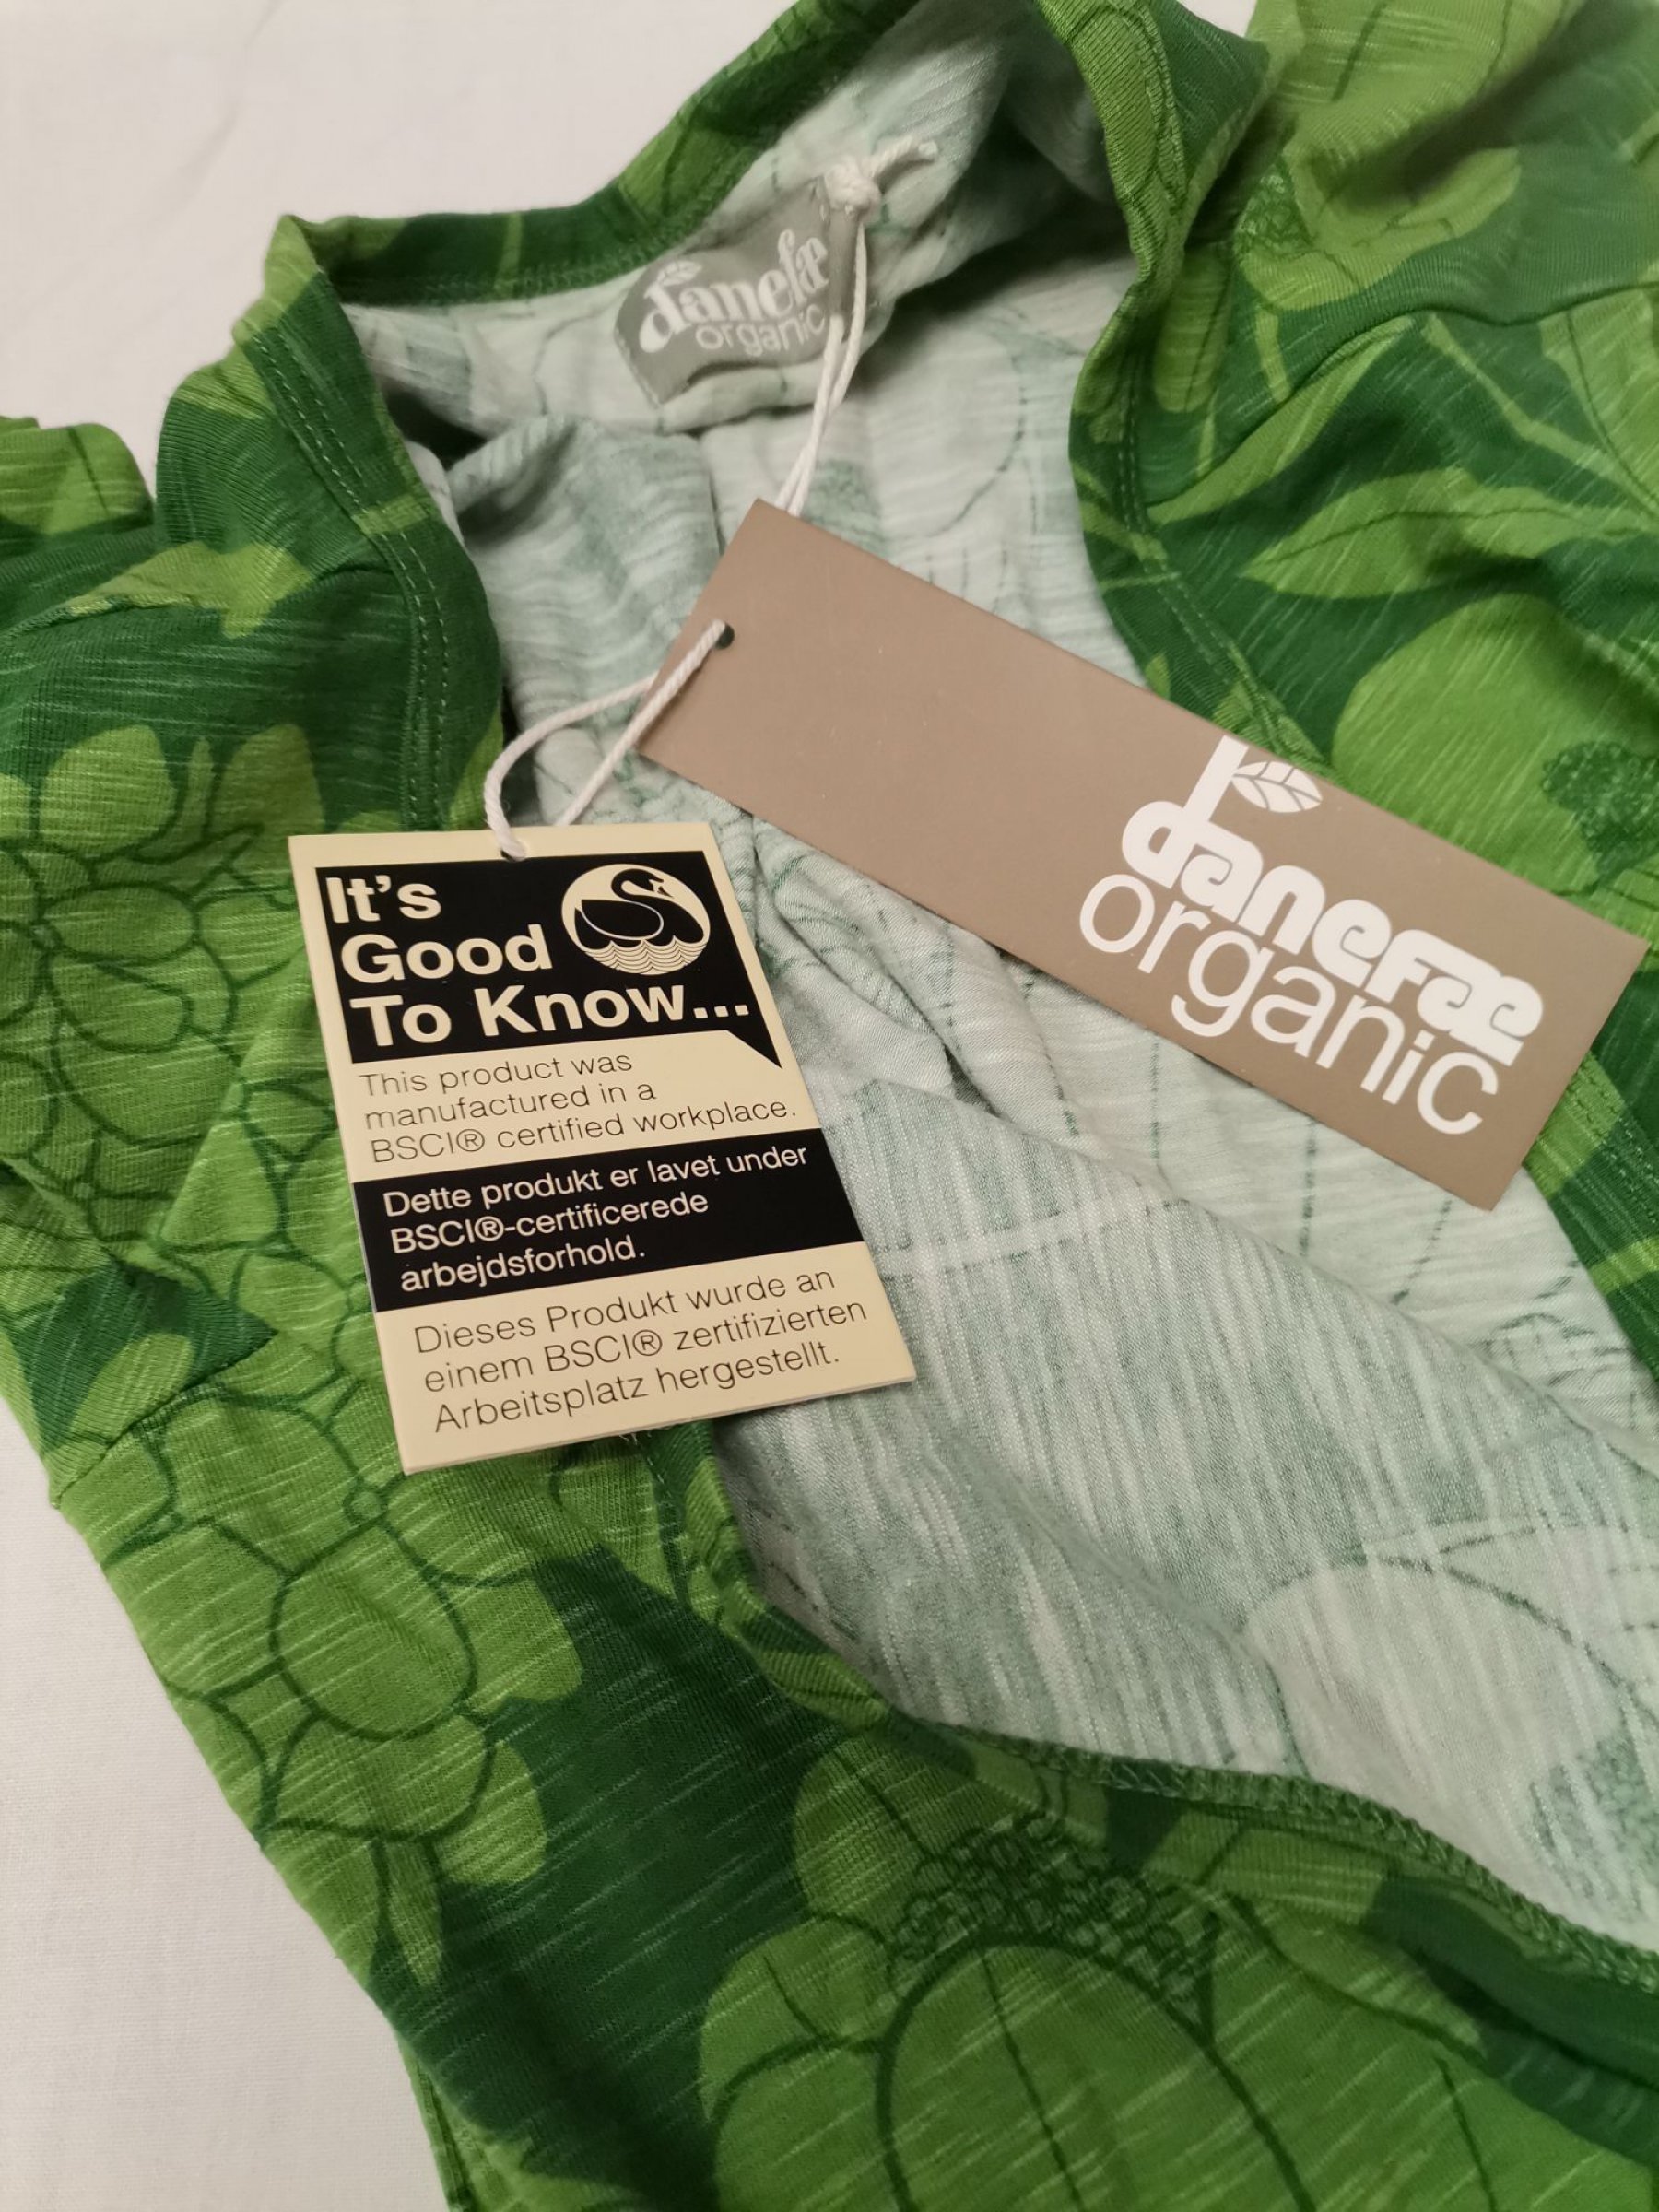 danefæ
organic
danefæ
organic
It's
Good
To Know...
This product was
manufactured in a
BSCI® certified workplace.
Dette produkt er lavet under
BSCI®-certificerede
arbejdsforhold.
Dieses Produkt wurde an
einem BSCI® zertifizierten
Arbeitsplatz hergestellt.